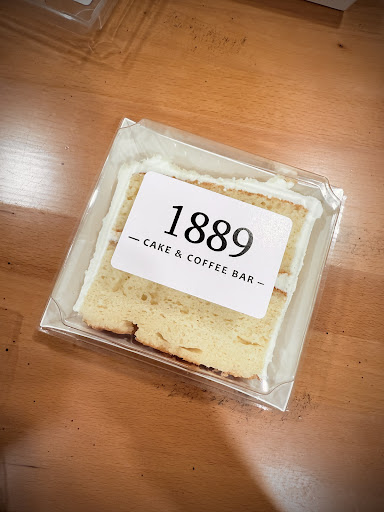 1889
— CAKE & COFFEE BAR —